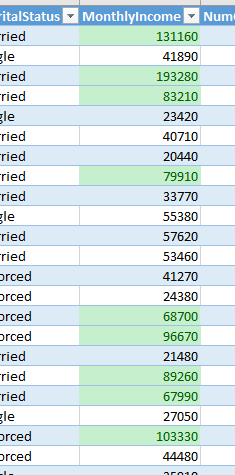 ritalStatus MonthlyIncome Num
rried 131160
gle 41890
rried 193280
rried 83210
gle 23420
rried 40710
rried 20440
rried 79910
rried 33770
gle 55380
rried 57620
rried 53460
orced 41270
orced 24380
orced 68700
orced 96670
rried 21480
rried 89260
rried 67990
gle 27050
orced 103330
orced 44480